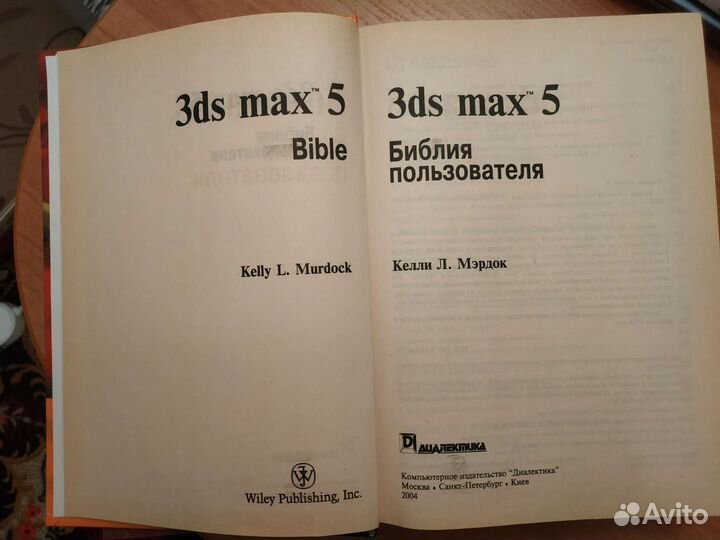 3ds max™ 5
Bible
Kelly L. Murdock
Wiley Publishing, Inc.
3ds max™ 5
Библия
пользователя
Келли Л. Мэрдок
ДИАЛЕКТИКА
Компьютерное издательство "Диалектика"
Москва • Санкт-Петербург • Киев
2004
Avito